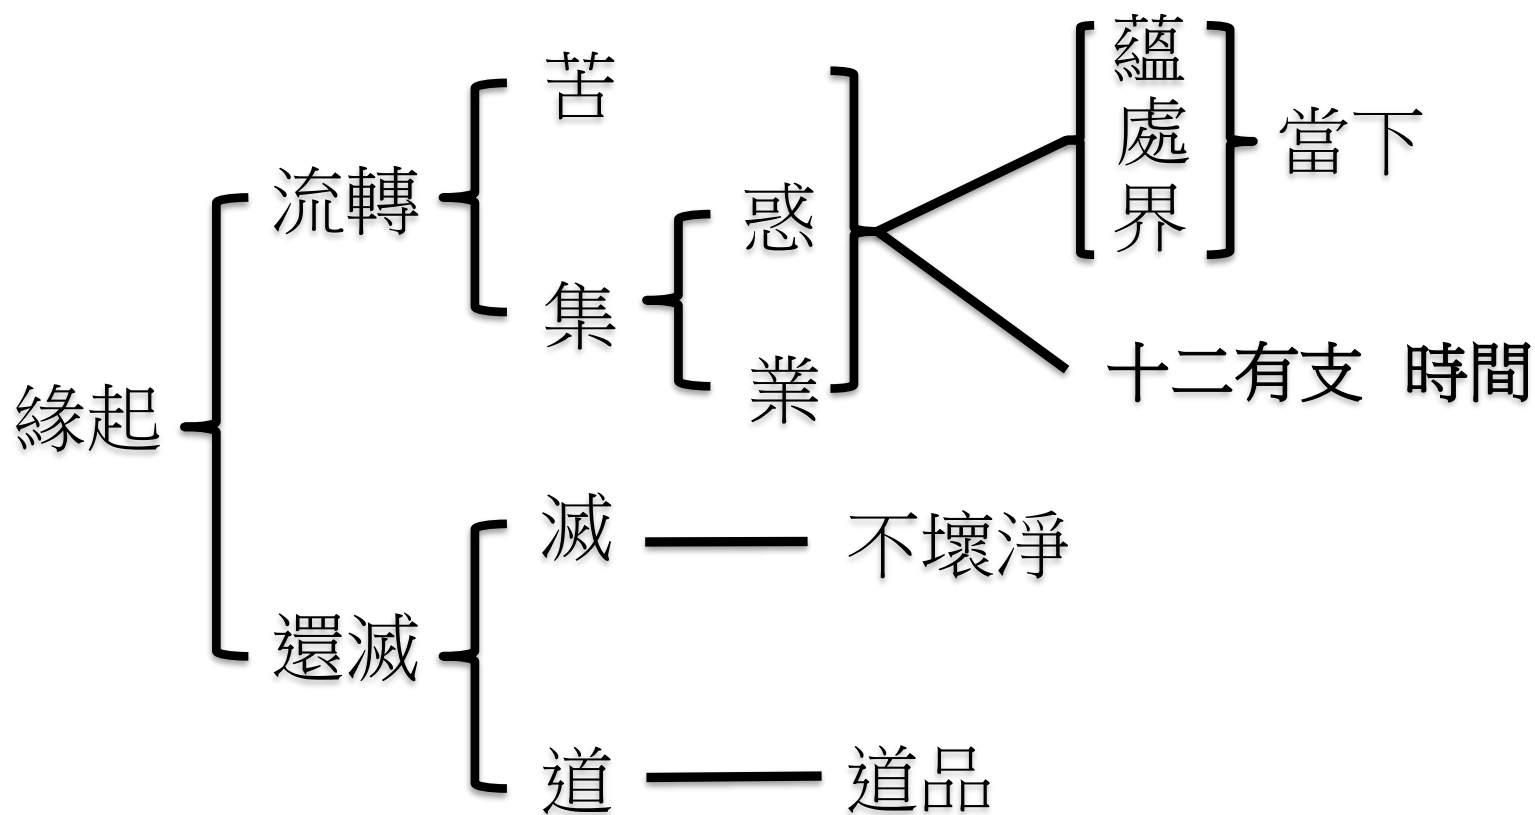 緣起
流轉
苦
集
惑
業
蘊
處
界
當下
十二有支 時間
還滅
滅
不壞淨
道
道品